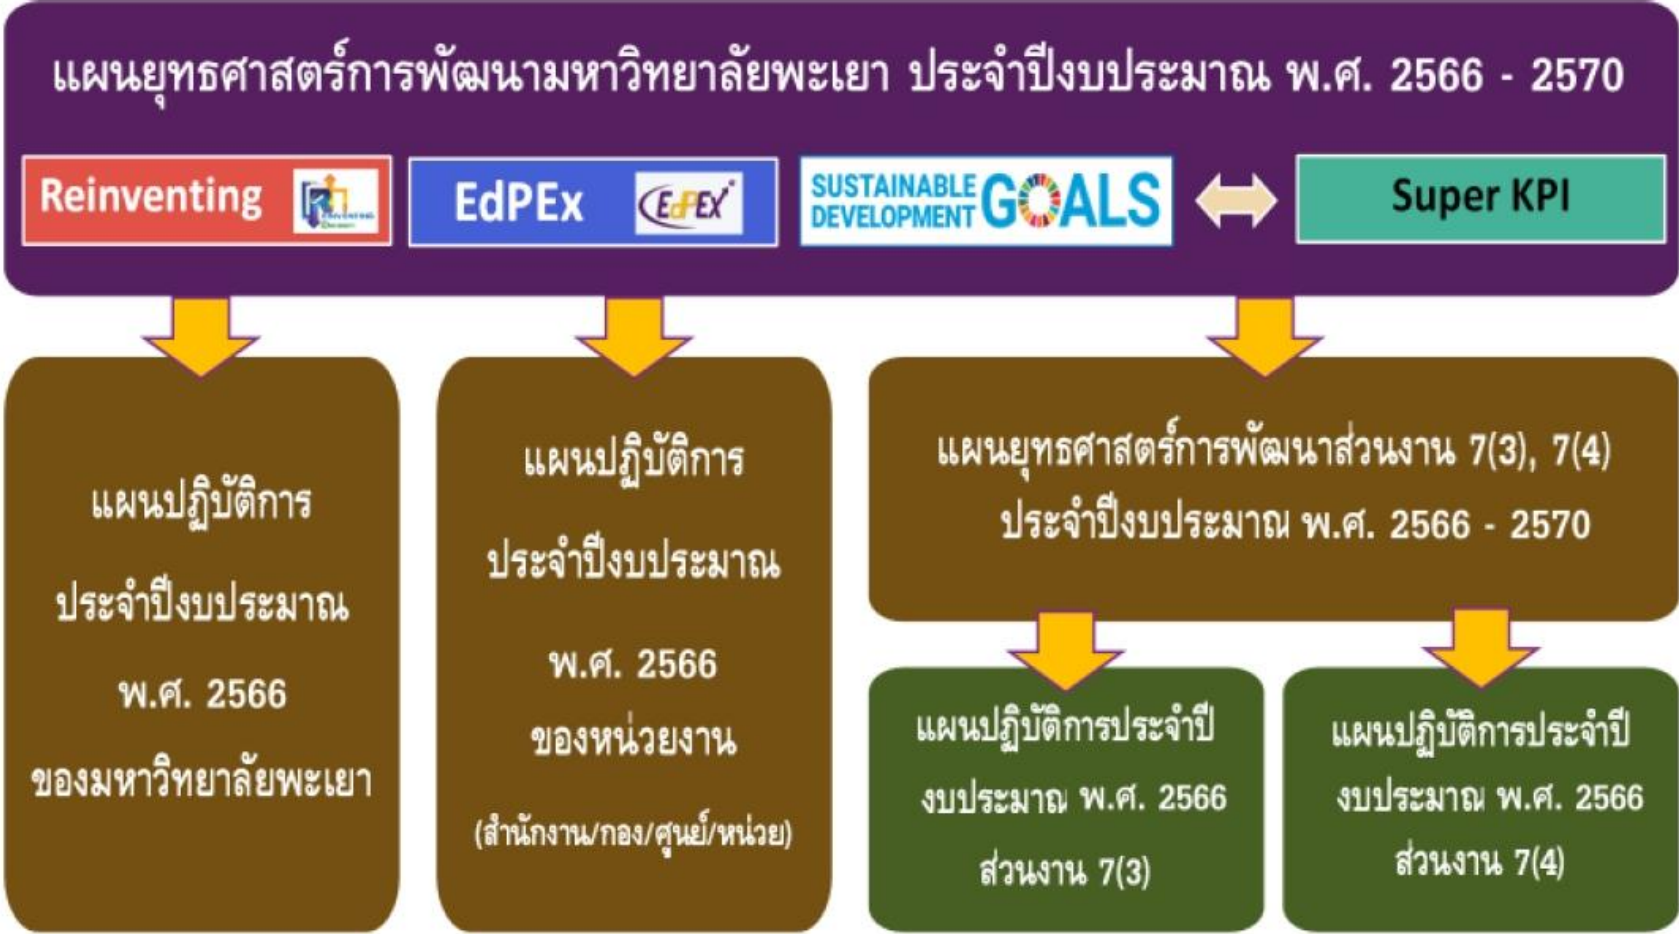 แผนยุทธศาสตร์การพัฒนามหาวิทยาลัยพะเยา ประจำปีงบประมาณ พ.ศ. 2566 - 2570
Reinventing
EdPEx
EdPEX
SUSTAINABLE
DEVELOPMENT
GOALS
Super KPI
แผนปฏิบัติการ
ประจำปีงบประมาณ
พ.ศ. 2566
ของมหาวิทยาลัยพะเยา
แผนปฏิบัติการ
ประจำปีงบประมาณ
พ.ศ. 2566
ของหน่วยงาน
(สำนักงาน/กอง/ศูนย์/หน่วย)
แผนยุทธศาสตร์การพัฒนาส่วนงาน 7(3), 7(4)
ประจำปีงบประมาณ พ.ศ. 2566 - 2570
แผนปฏิบัติการประจำปี
งบประมาณ พ.ศ. 2566
ส่วนงาน 7(3)
แผนปฏิบัติการประจำปี
งบประมาณ พ.ศ. 2566
ส่วนงาน 7(4)